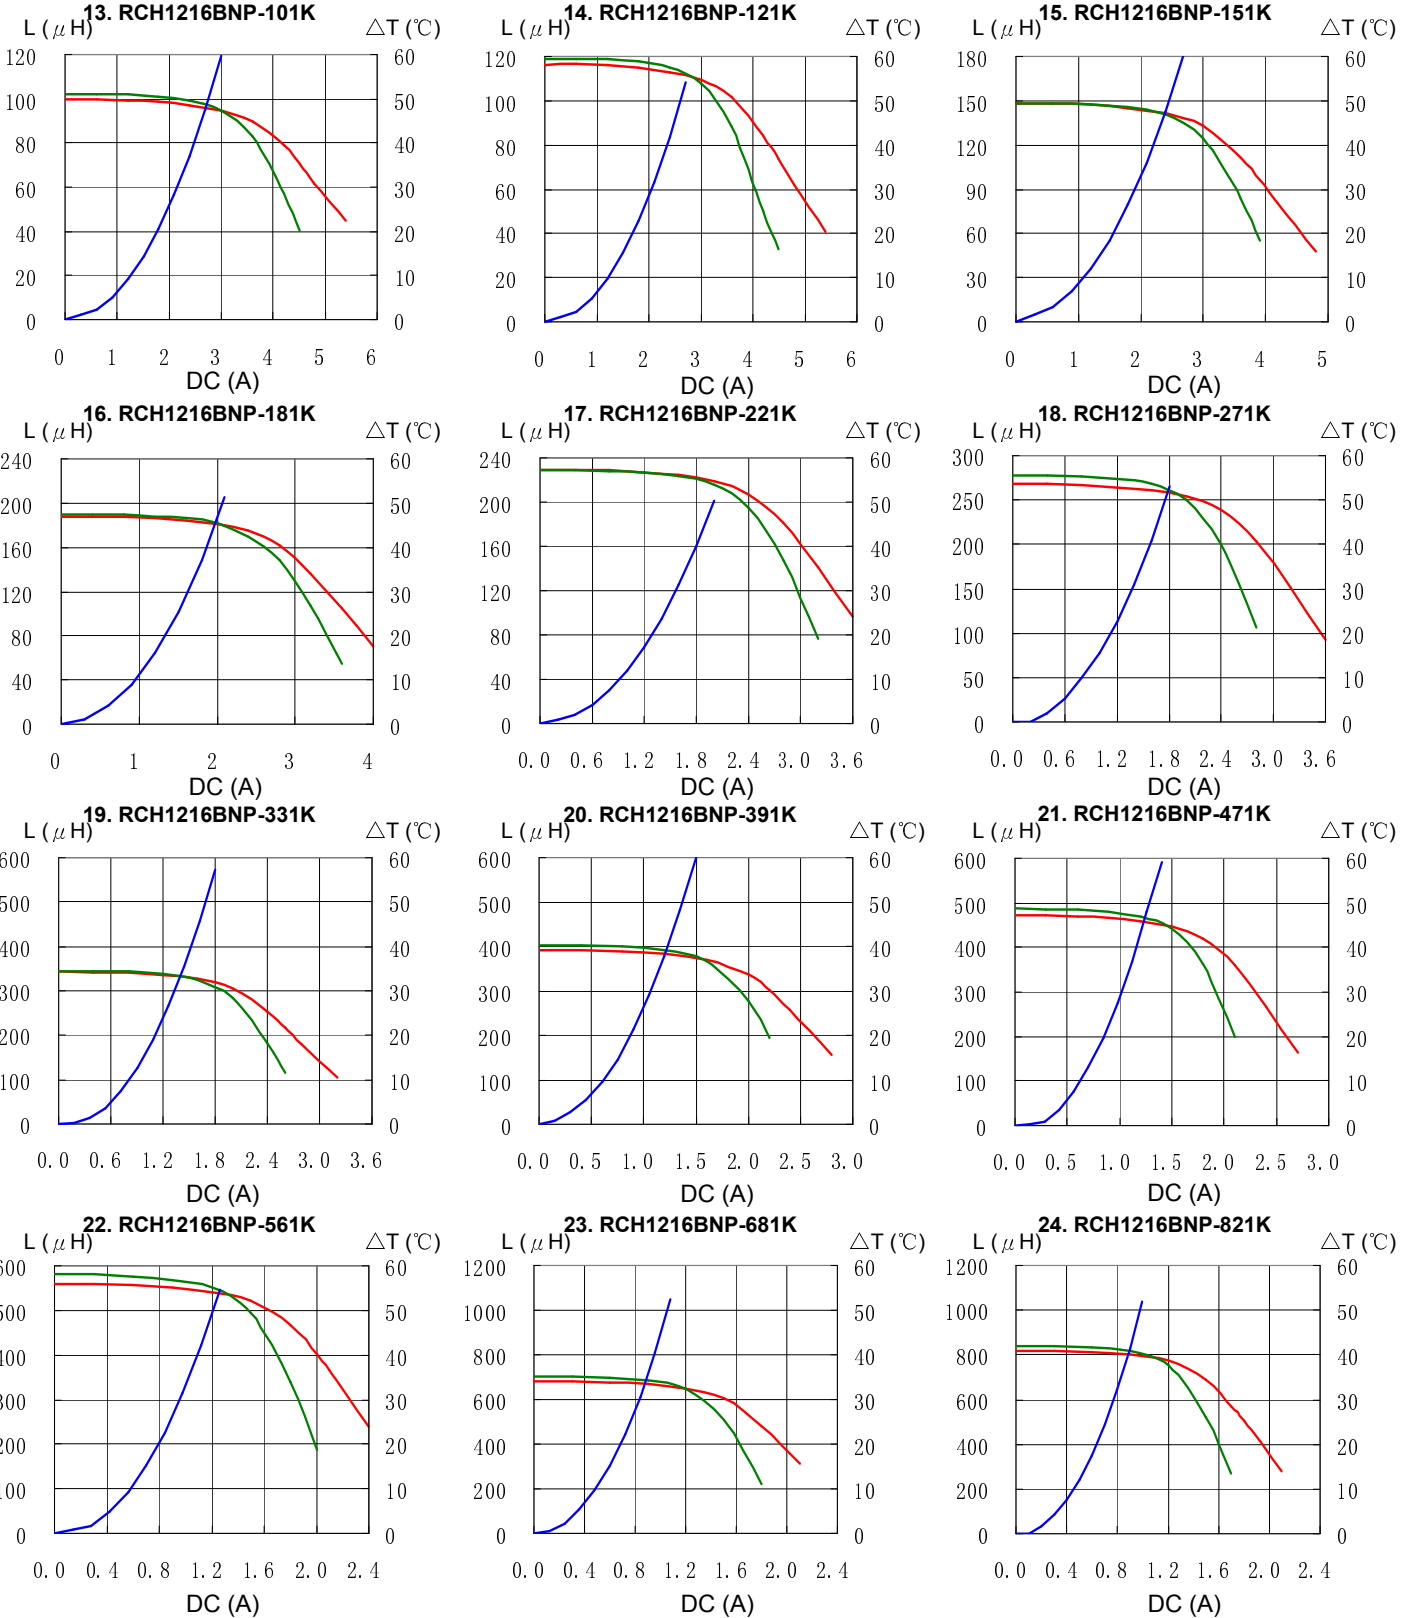 13. RCH1216BNP-101K
L (μH) △T (℃)
120 100 80 60 40 20 0
60 50 40 30 20 10 0
0 1 2 3 4 5 6
DC (A)
14. RCH1216BNP-121K
L (μH) △T (℃)
120 100 80 60 40 20 0
60 50 40 30 20 10 0
0 1 2 3 4 5 6
DC (A)
15. RCH1216BNP-151K
L (μH) △T (℃)
180 150 120 90 60 30 0
60 50 40 30 20 10 0
0 1 2 3 4 5
DC (A)
16. RCH1216BNP-181K
L (μH) △T (℃)
240 200 160 120 80 40 0
60 50 40 30 20 10 0
0 1 2 3 4
DC (A)
17. RCH1216BNP-221K
L (μH) △T (℃)
240 200 160 120 80 40 0
60 50 40 30 20 10 0
0.0 0.6 1.2 1.8 2.4 3.0 3.6
DC (A)
18. RCH1216BNP-271K
L (μH) △T (℃)
300 250 200 150 100 50 0
60 50 40 30 20 10 0
0.0 0.6 1.2 1.8 2.4 3.0 3.6
DC (A)
19. RCH1216BNP-331K
L (μH) △T (℃)
600 500 400 300 200 100 0
60 50 40 30 20 10 0
0.0 0.6 1.2 1.8 2.4 3.0 3.6
DC (A)
20. RCH1216BNP-391K
L (μH) △T (℃)
600 500 400 300 200 100 0
60 50 40 30 20 10 0
0.0 0.5 1.0 1.5 2.0 2.5 3.0
DC (A)
21. RCH1216BNP-471K
L (μH) △T (℃)
600 500 400 300 200 100 0
60 50 40 30 20 10 0
0.0 0.5 1.0 1.5 2.0 2.5 3.0
DC (A)
22. RCH1216BNP-561K
L (μH) △T (℃)
600 500 400 300 200 100 0
60 50 40 30 20 10 0
0.0 0.4 0.8 1.2 1.6 2.0 2.4
DC (A)
23. RCH1216BNP-681K
L (μH) △T (℃)
1200 1000 800 600 400 200 0
60 50 40 30 20 10 0
0.0 0.4 0.8 1.2 1.6 2.0 2.4
DC (A)
24. RCH1216BNP-821K
L (μH) △T (℃)
1200 1000 800 600 400 200 0
60 50 40 30 20 10 0
0.0 0.4 0.8 1.2 1.6 2.0 2.4
DC (A)